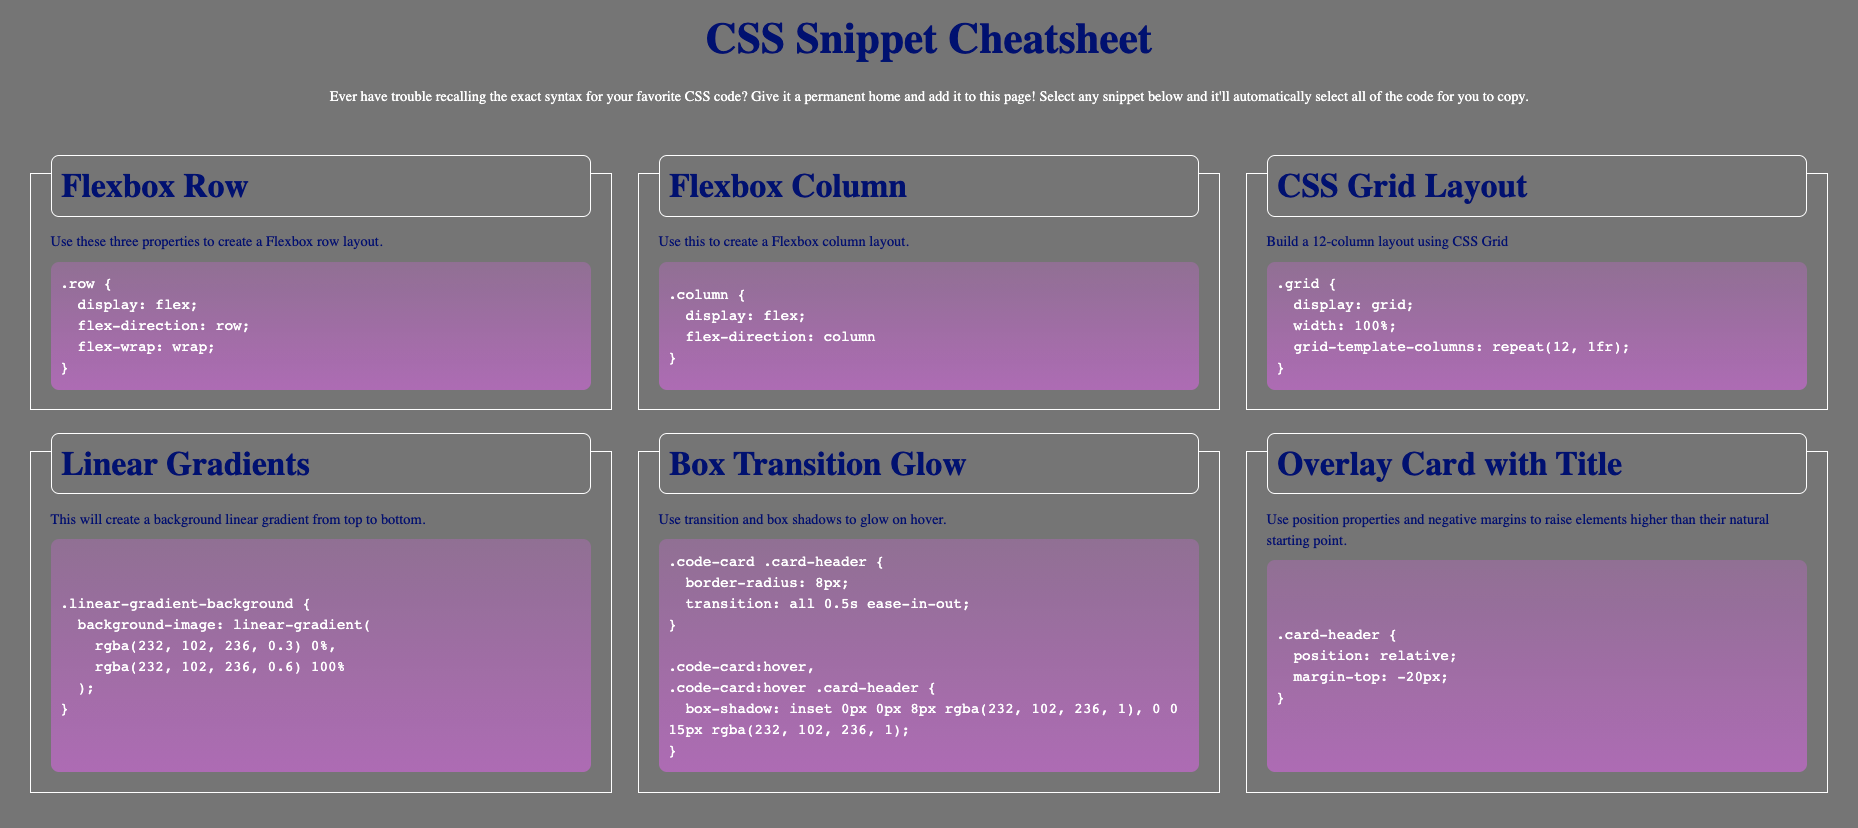 CSS Snippet Cheatsheet
Ever have trouble recalling the exact syntax for your favorite CSS code? Give it a permanent home and add it to this page! Select any snippet below and it'll automatically select all of the code for you to copy.
Flexbox Row
Use these three properties to create a Flexbox row layout.
.row {
  display: flex;
  flex-direction: row;
  flex-wrap: wrap;
}
Flexbox Column
Use this to create a Flexbox column layout.
.column {
  display: flex;
  flex-direction: column
}
CSS Grid Layout
Build a 12-column layout using CSS Grid
.grid {
  display: grid;
  width: 100%;
  grid-template-columns: repeat(12, 1fr);
}
Linear Gradients
This will create a background linear gradient from top to bottom.
.linear-gradient-background {
  background-image: linear-gradient(
    rgba(232, 102, 236, 0.3) 0%,
    rgba(232, 102, 236, 0.6) 100%
  );
}
Box Transition Glow
Use transition and box shadows to glow on hover.
.code-card .card-header {
  border-radius: 8px;
  transition: all 0.5s ease-in-out;
}
.code-card:hover,
.code-card:hover .card-header {
  box-shadow: inset 0px 0px 8px rgba(232, 102, 236, 1), 0 0
15px rgba(232, 102, 236, 1);
}
Overlay Card with Title
Use position properties and negative margins to raise elements higher than their natural
starting point.
.card-header {
  position: relative;
  margin-top: -20px;
}